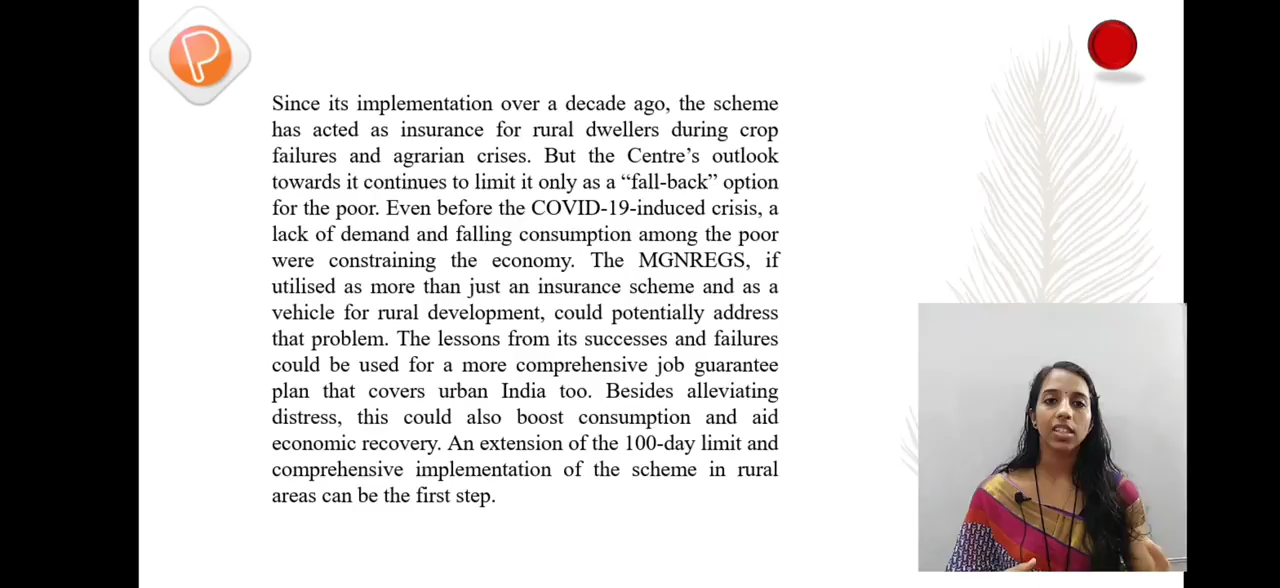 P
Since its implementation over a decade ago, the scheme
has acted as insurance for rural dwellers during crop
failures and agrarian crises. But the Centre’s outlook
towards it continues to limit it only as a “fall-back” option
for the poor. Even before the COVID-19-induced crisis, a
lack of demand and falling consumption among the poor
were constraining the economy. The MGNREGS, if
utilised as more than just an insurance scheme and as a
vehicle for rural development, could potentially address
that problem. The lessons from its successes and failures
could be used for a more comprehensive job guarantee
plan that covers urban India too. Besides alleviating
distress, this could also boost consumption and aid
economic recovery. An extension of the 100-day limit and
comprehensive implementation of the scheme in rural
areas can be the first step.